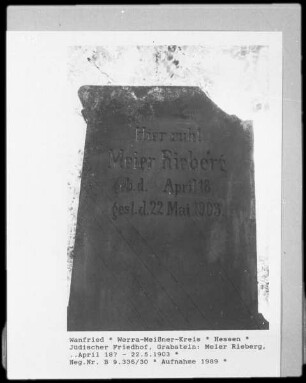 Hier ruht
Meier Rieberg
geb.d. April 18
gest.d.22 Mai 1903.
Wanfried * Werra-Meißner-Kreis * Hessen *
Jüdischer Friedhof, Grabstein: Meier Rieberg,
..April 187 - 22.5.1903 *
Neg.Nr. B 9.336/30 * Aufnahme 1989 *